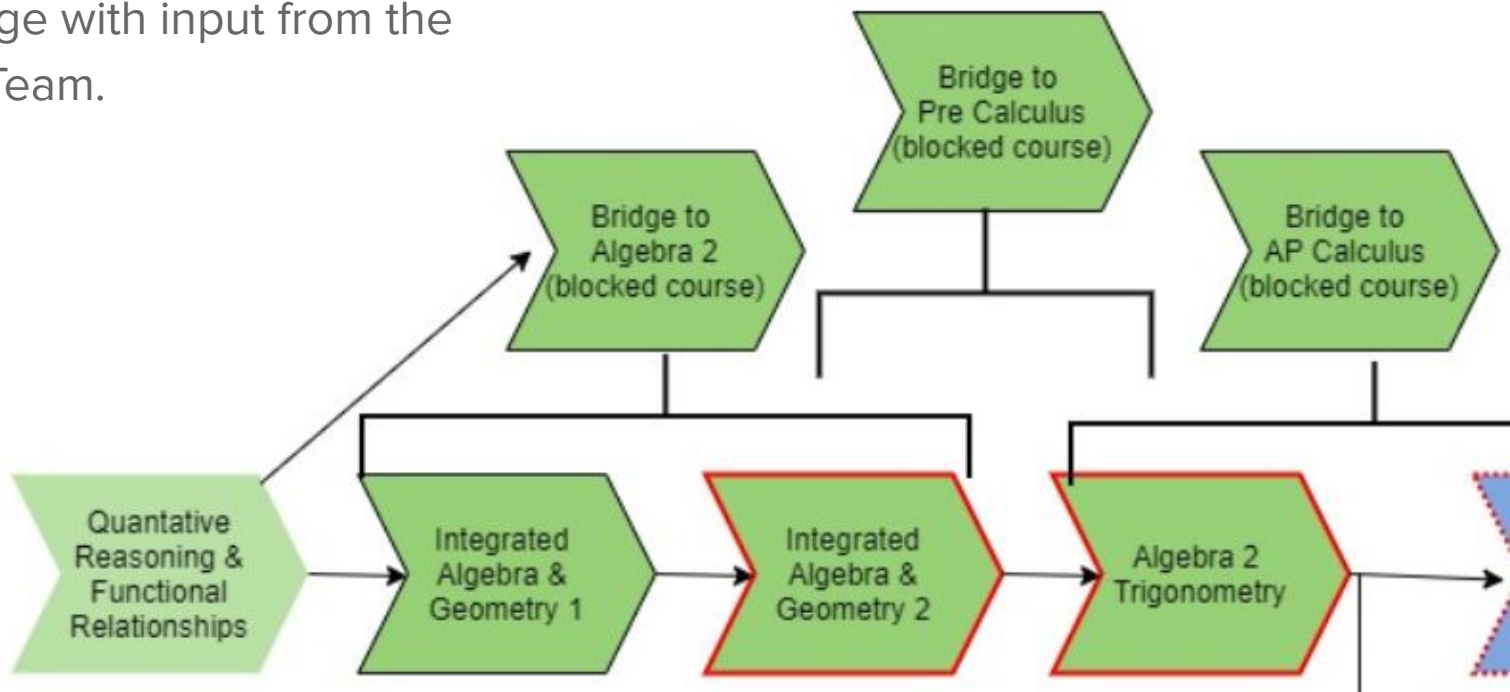 ge with input from the
Team.
Bridge to
Pre Calculus
(blocked course)
Bridge to
Algebra 2
(blocked course)
Bridge to
AP Calculus
(blocked course)
Quantative
Reasoning &
Functional
Relationships
Integrated
Algebra &
Geometry 1
Integrated
Algebra &
Geometry 2
Algebra 2
Trigonometry